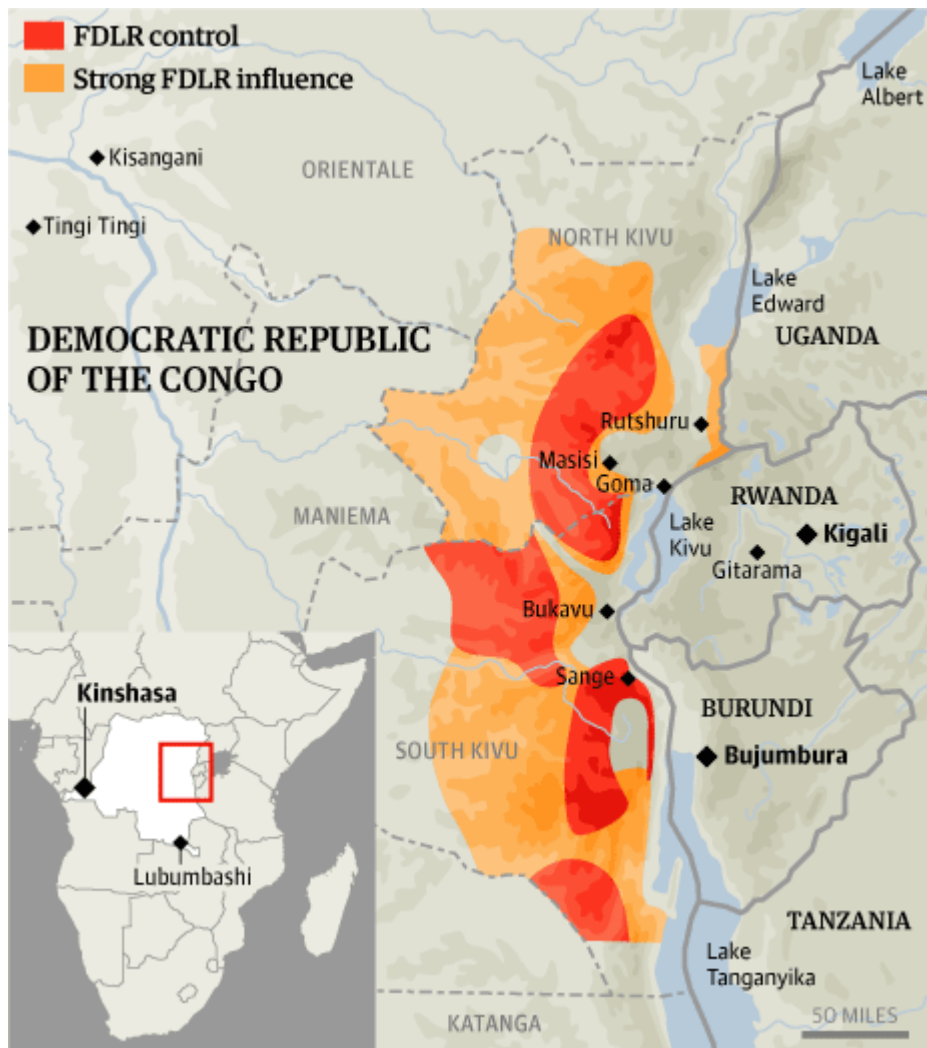 FDLR control
Strong FDLR influence
Lake
Albert
Kisangani
ORIENTALE
Tingi Tingi
NORTH KIVU
Lake
Edward
DEMOCRATIC REPUBLIC
OF THE CONGO
UGANDA
Rutshuru
Masisi
Goma
RWANDA
MANIEMA
Lake
Kivu
Kigali
Gitarama
Bukavu
Sange
Kinshasa
BURUNDI
SOUTH KIVU
Bujumbura
Lubumbashi
TANZANIA
Lake
Tanganyika
KATANGA
50 MILES